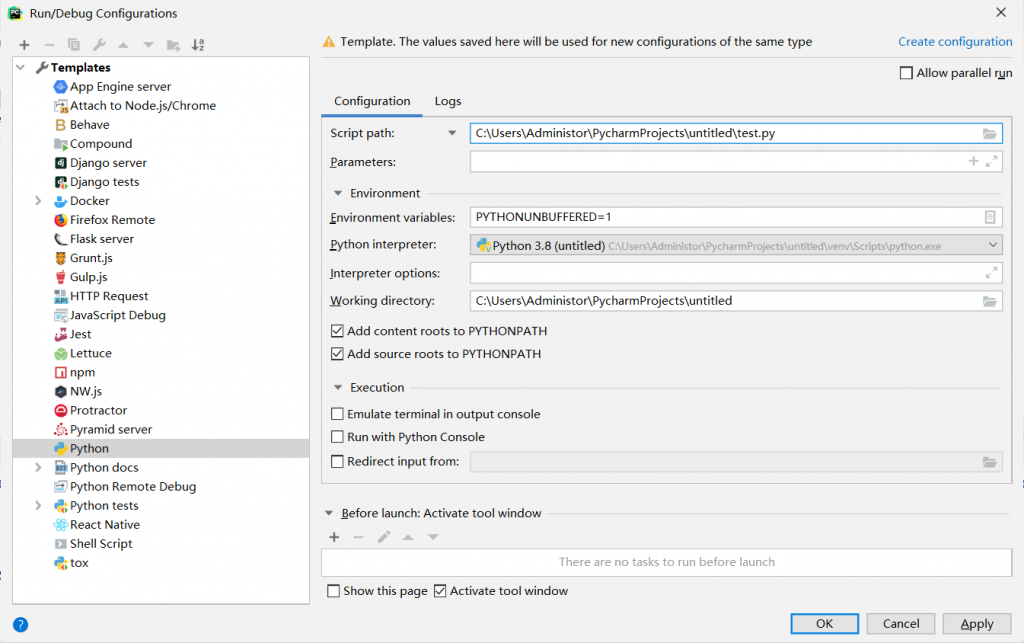 Run/Debug Configurations
Templates
App Engine server
Attach to Node.js/Chrome
Behave
Compound
Django server
Django tests
Docker
Firefox Remote
Flask server
Grunt.js
Gulp.js
HTTP Request
JavaScript Debug
Jest
Lettuce
npm
NW.js
Protractor
Pyramid server
Python
Python docs
Python Remote Debug
Python tests
React Native
Shell Script
tox
Template. The values saved here will be used for new configurations of the same type
Create configuration
Allow parallel run
Configuration Logs
Script path: C:\Users\Administor\PycharmProjects\untitled\test.py
Parameters:
Environment
Environment variables: PYTHONUNBUFFERED=1
Python interpreter: Python 3.8 (untitled) C:\Users\Administor\PycharmProjects\untitled\venv\Scripts\python.exe
Interpreter options:
Working directory: C:\Users\Administor\PycharmProjects\untitled
Add content roots to PYTHONPATH
Add source roots to PYTHONPATH
Execution
Emulate terminal in output console
Run with Python Console
Redirect input from:
Before launch: Activate tool window
There are no tasks to run before launch
Show this page Activate tool window
OK Cancel Apply